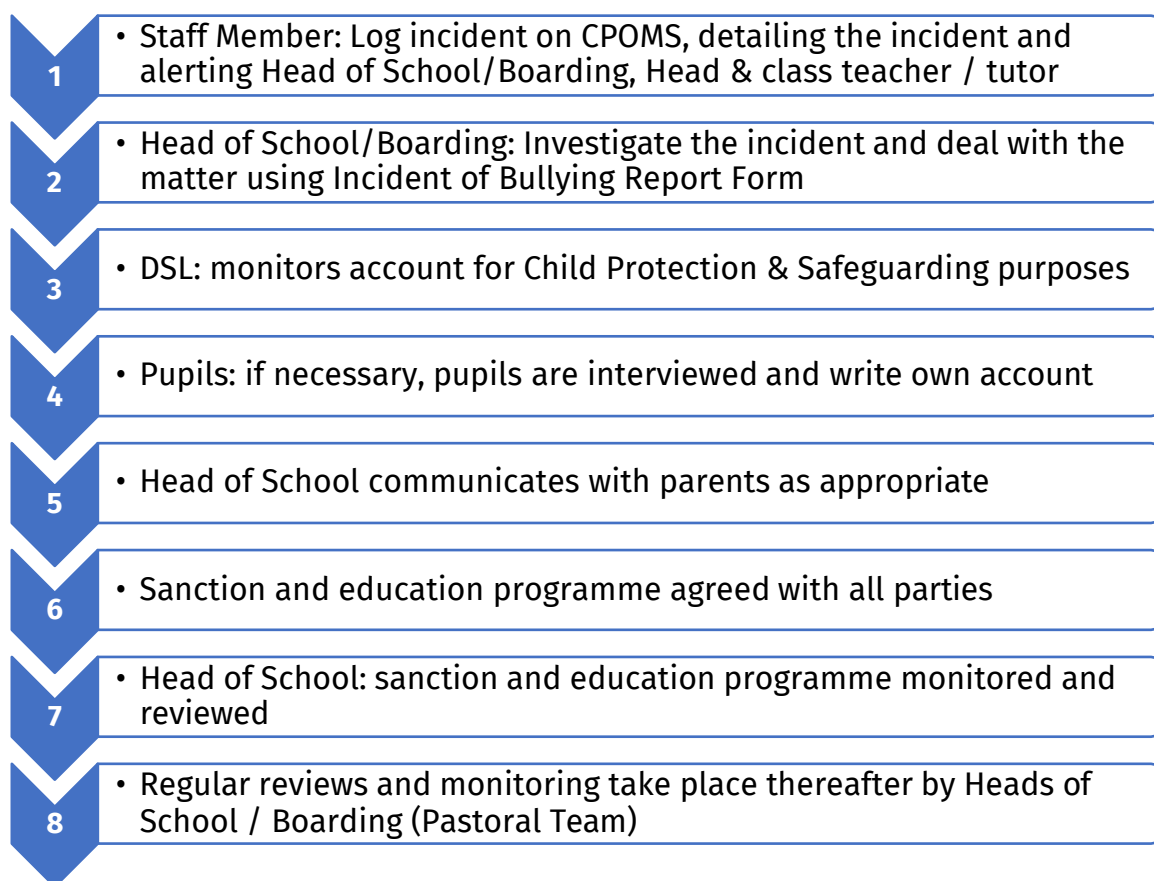 1
• Staff Member: Log incident on CPOMS, detailing the incident and
alerting Head of School/Boarding, Head & class teacher / tutor
2
• Head of School/Boarding: Investigate the incident and deal with the
matter using Incident of Bullying Report Form
3
• DSL: monitors account for Child Protection & Safeguarding purposes
4
• Pupils: if necessary, pupils are interviewed and write own account
5
• Head of School communicates with parents as appropriate
6
• Sanction and education programme agreed with all parties
7
• Head of School: sanction and education programme monitored and
reviewed
8
• Regular reviews and monitoring take place thereafter by Heads of
School / Boarding (Pastoral Team)